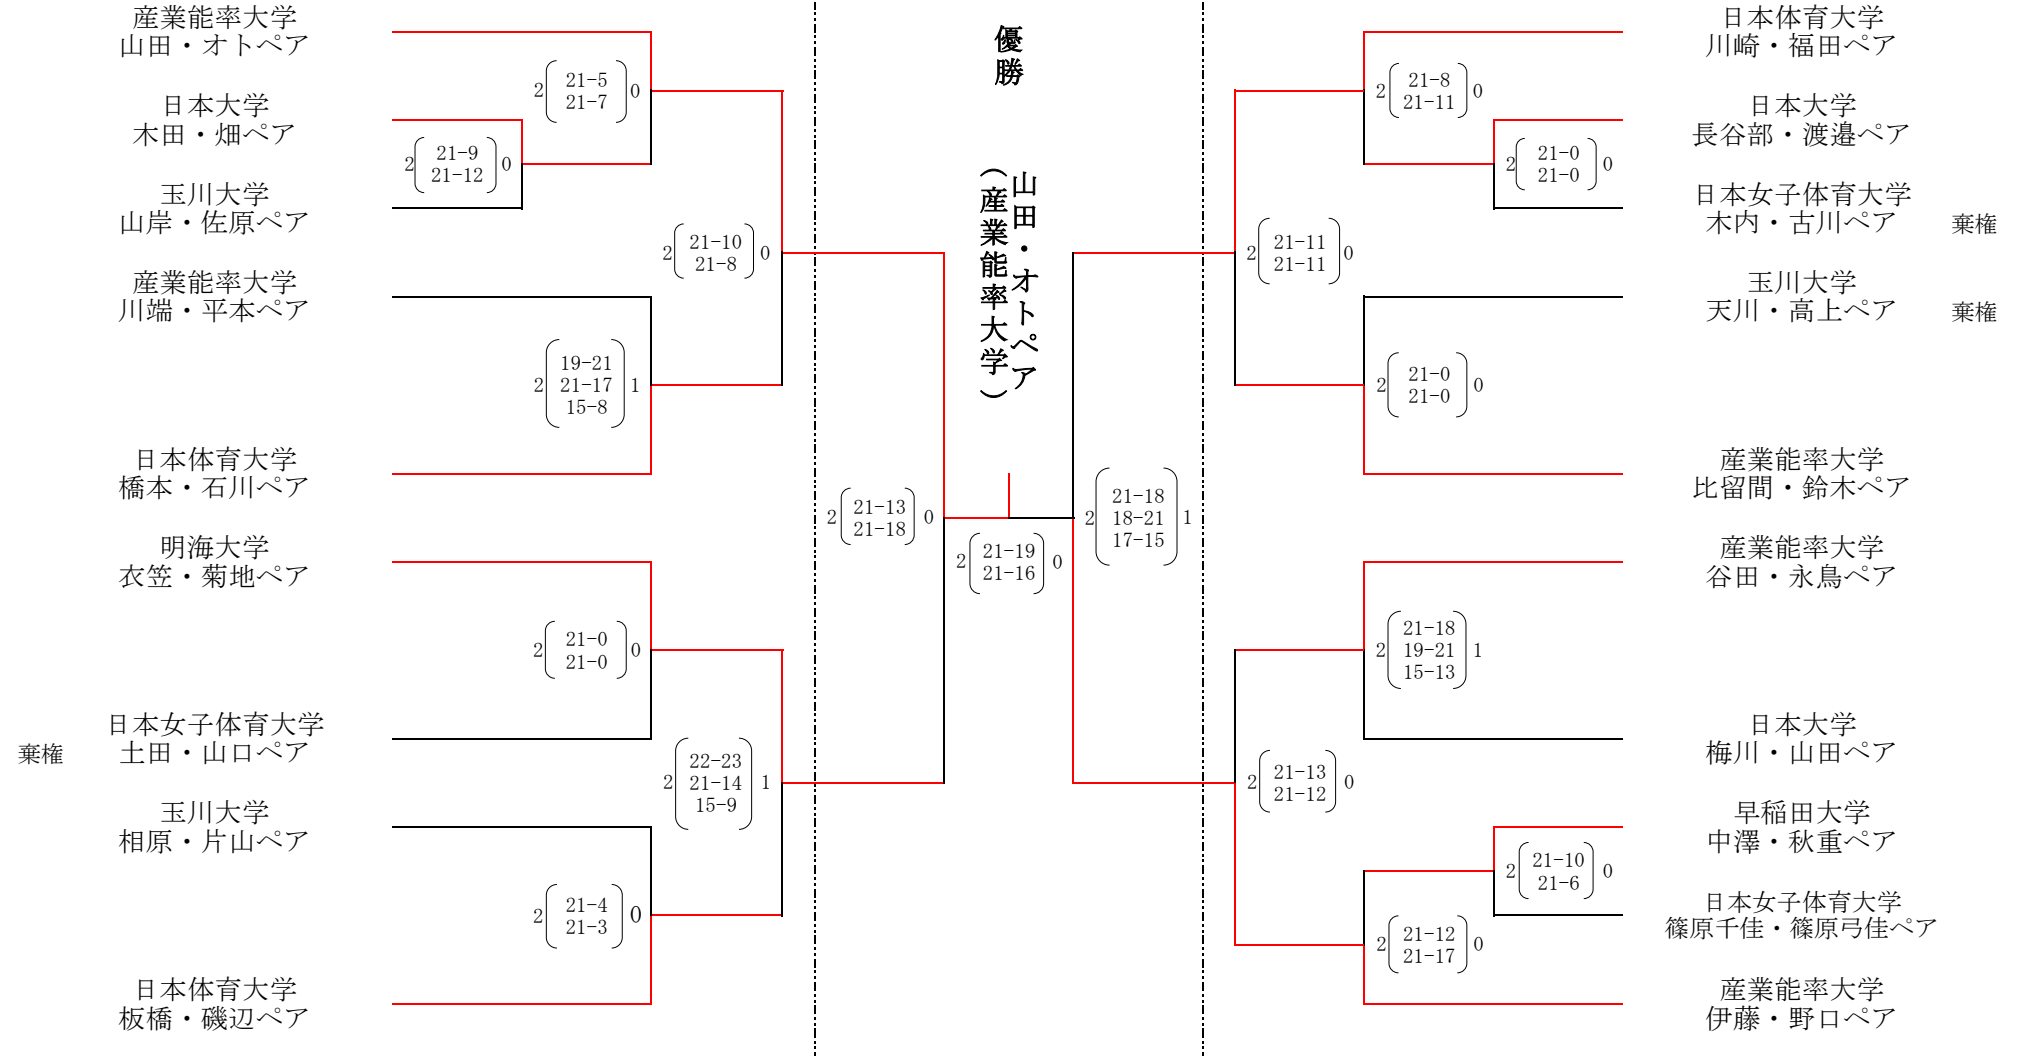 産業能率大学
山田・オトペア
日本大学
木田・畑ペア
玉川大学
山岸・佐原ペア
産業能率大学
川端・平本ペア
日本体育大学
橋本・石川ペア
明海大学
衣笠・菊地ペア
日本女子体育大学
棄権 土田・山口ペア
玉川大学
相原・片山ペア
日本体育大学
板橋・磯辺ペア
21-5
2 0
21-7
21-9
2 0
21-12
21-10
2 0
21-8
19-21
2 21-17 1
15-8
21-0
2 0
21-0
22-23
2 21-14 1
15-9
21-4
2 0
21-3
21-13
2 0
21-18
優勝
山田・オトペア
(産業能率大学)
21-19
2 0
21-16
21-18
2 18-21 1
17-15
21-8
2 0
21-11
21-0
2 0
21-0
21-11
2 0
21-11
21-0
2 0
21-0
21-18
2 19-21 1
15-13
21-13
2 0
21-12
21-10
2 0
21-6
21-12
2 0
21-17
日本体育大学
川崎・福田ペア
日本大学
長谷部・渡邉ペア
日本女子体育大学
木内・古川ペア 棄権
玉川大学
天川・高上ペア 棄権
産業能率大学
比留間・鈴木ペア
産業能率大学
谷田・永鳥ペア
日本大学
梅川・山田ペア
早稲田大学
中澤・秋重ペア
日本女子体育大学
篠原千佳・篠原弓佳ペア
産業能率大学
伊藤・野口ペア